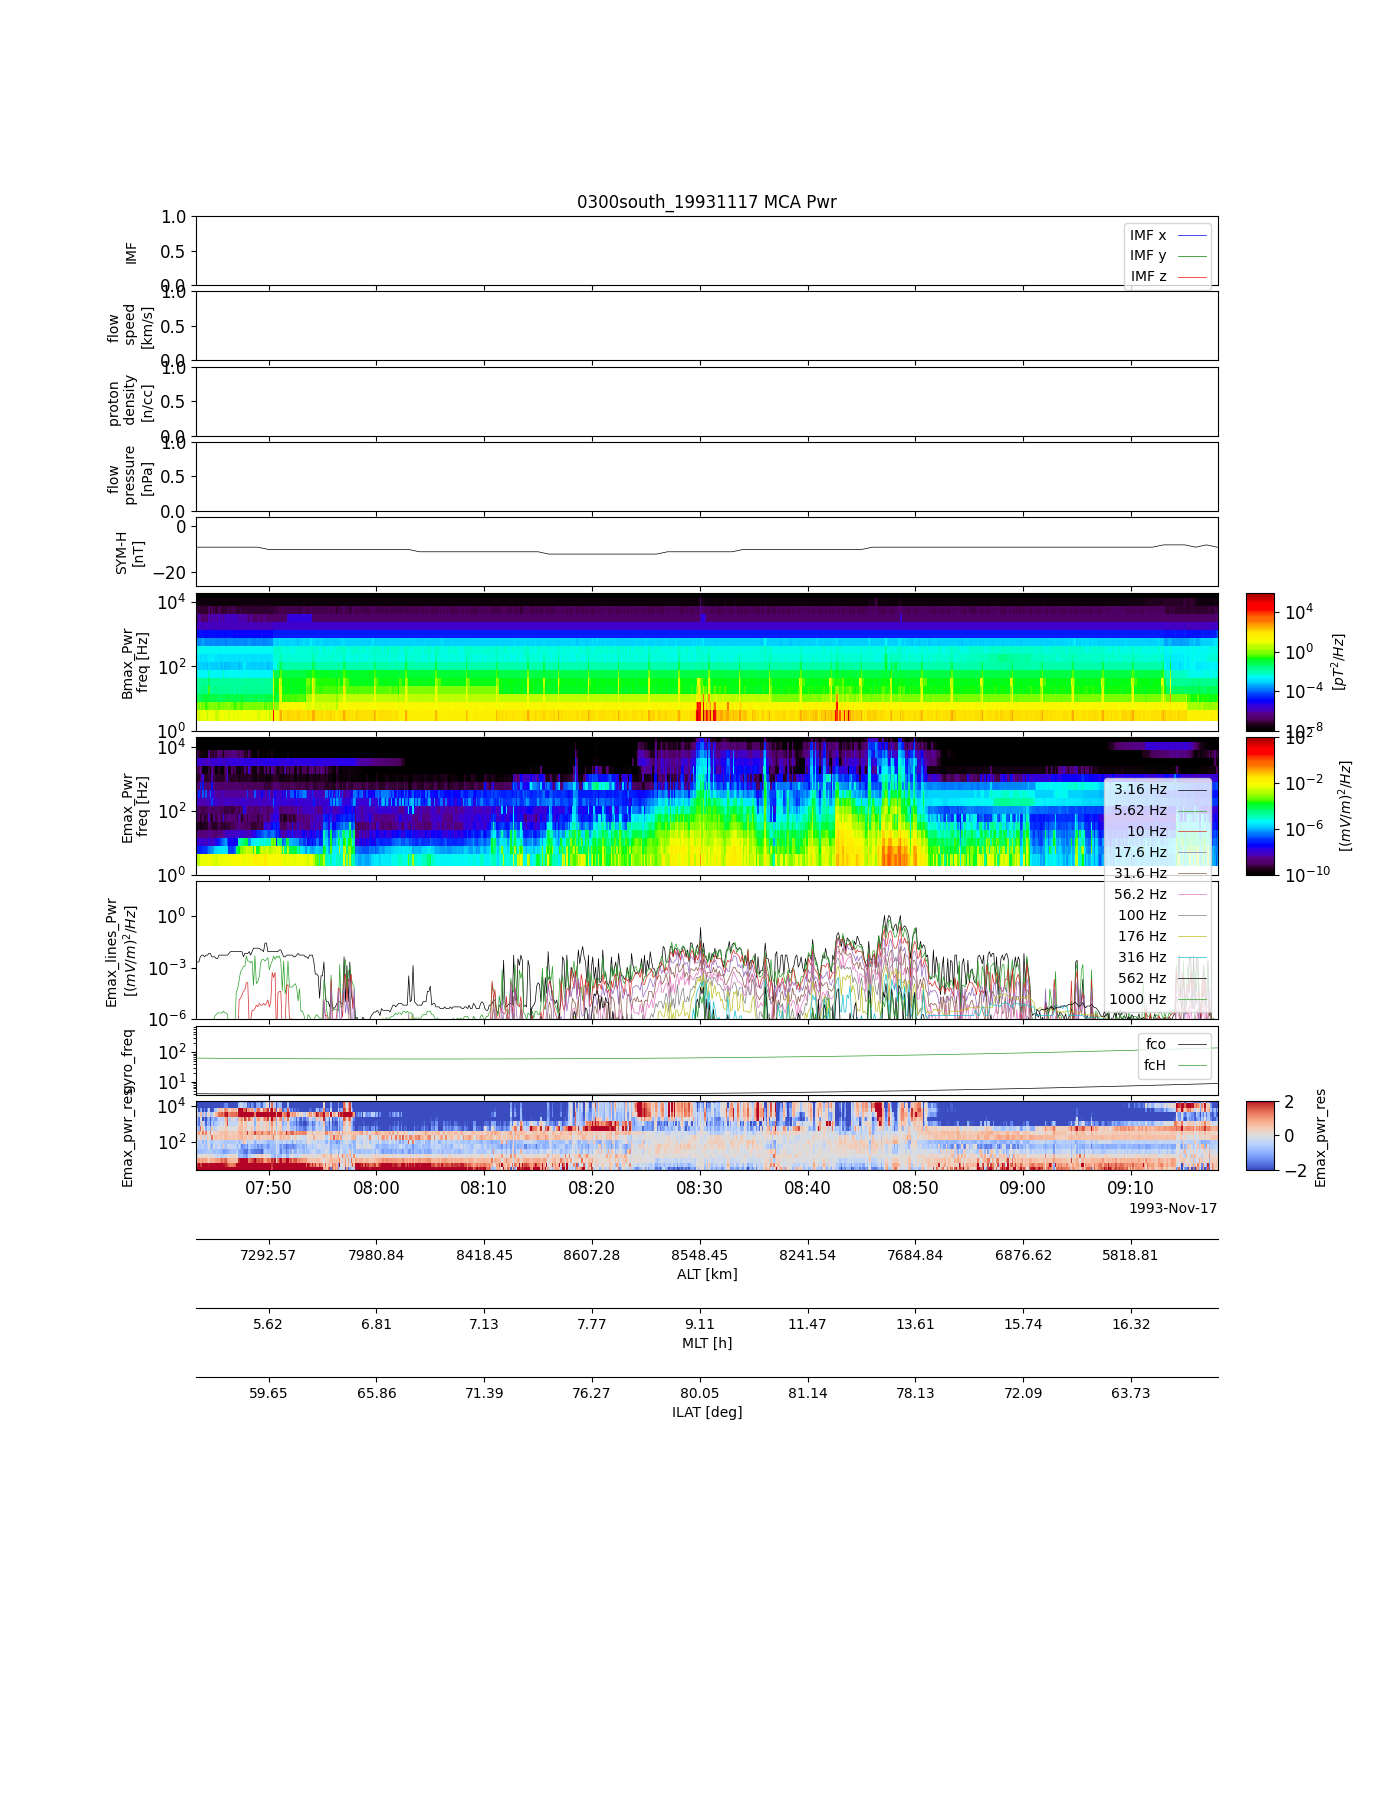 0300south_19931117 MCA Pwr
1.0
0.5
0.0
IMF
IMF x
IMF y
IMF z
1.0
0.5
0.0
flow
speed
[km/s]
1.0
0.5
0.0
proton
density
[n/cc]
1.0
0.5
0.0
flow
pressure
[nPa]
0
−20
SYM-H
[nT]
10^4
10^2
10^0
Bmax_Pwr
freq [Hz]
10^4
10^0
10^−4
10^−8
[pT^2/Hz]
10^4
10^2
10^0
Emax_Pwr
freq [Hz]
10^2
10^−2
10^−6
10^−10
[(mV/m)^2/Hz]
3.16 Hz
5.62 Hz
10 Hz
17.6 Hz
31.6 Hz
56.2 Hz
100 Hz
176 Hz
316 Hz
562 Hz
1000 Hz
10^0
10^−3
10^−6
Emax_lines_Pwr
[(mV/m)^2/Hz]
10^2
10^1
gyro_freq
fco
fcH
10^4
10^2
Emax_pwr_res
2
0
−2
Emax_pwr_res
07:50 08:00 08:10 08:20 08:30 08:40 08:50 09:00 09:10
1993-Nov-17
7292.57 7980.84 8418.45 8607.28 8548.45 8241.54 7684.84 6876.62 5818.81
ALT [km]
5.62 6.81 7.13 7.77 9.11 11.47 13.61 15.74 16.32
MLT [h]
59.65 65.86 71.39 76.27 80.05 81.14 78.13 72.09 63.73
ILAT [deg]